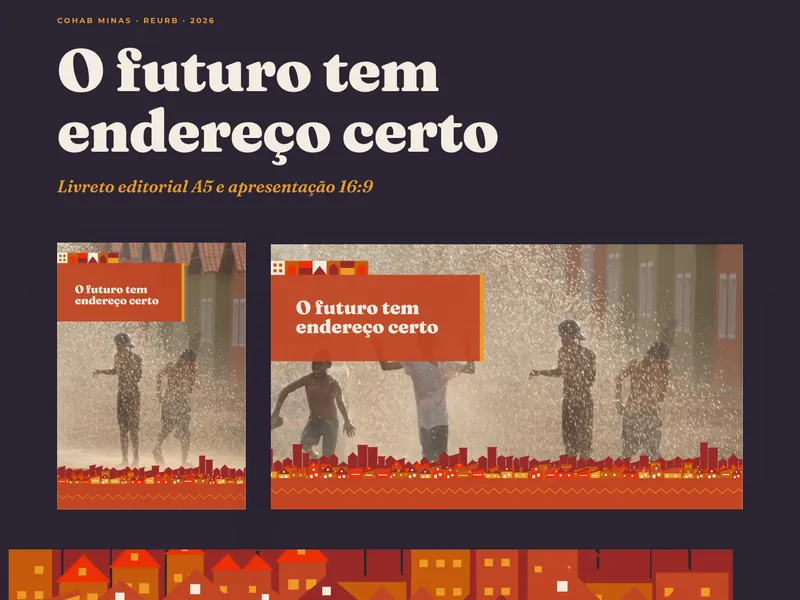 COHAB MINAS · REURB · 2026
O futuro tem
endereço certo
Livreto editorial A5 e apresentação 16:9
O futuro tem
endereço certo
O futuro tem
endereço certo